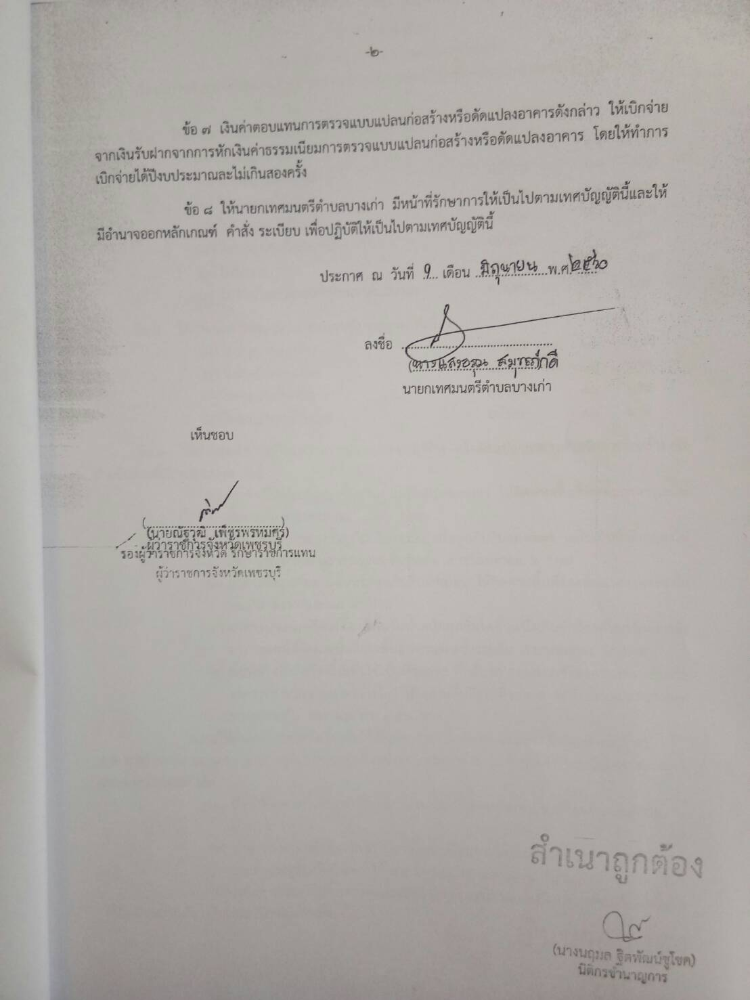 -๒-
ข้อ ๗ เงินค่าตอบแทนการตรวจแบบแปลนก่อสร้างหรือดัดแปลงอาคารดังกล่าว ให้เบิกจ่าย
จากเงินรับฝากจากการหักเงินค่าธรรมเนียมการตรวจแบบแปลนก่อสร้างหรือดัดแปลงอาคาร โดยให้ทำการ
เบิกจ่ายได้ปีงบประมาณละไม่เกินสองครั้ง
ข้อ ๘ ให้นายกเทศมนตรีตำบลบางเก่า มีหน้าที่รักษาการให้เป็นไปตามเทศบัญญัตินี้และให้
มีอำนาจออกหลักเกณฑ์ คำสั่ง ระเบียบ เพื่อปฏิบัติให้เป็นไปตามเทศบัญญัตินี้
ประกาศ ณ วันที่ ๑ เดือน มิถุนายน พ.ศ.๒๕๖๐
ลงชื่อ
นายกเทศมนตรีตำบลบางเก่า
เห็นชอบ
(นายณัฐวุฒิ เพ็ชรพรหมศร)
ผู้ว่าราชการจังหวัดเพชรบุรี
รองผู้ว่าราชการจังหวัด รักษาราชการแทน
ผู้ว่าราชการจังหวัดเพชรบุรี
สำเนาถูกต้อง
(นางนฤมล ฐิตพัฒน์ชูโชค)
นิติกรชำนาญการ